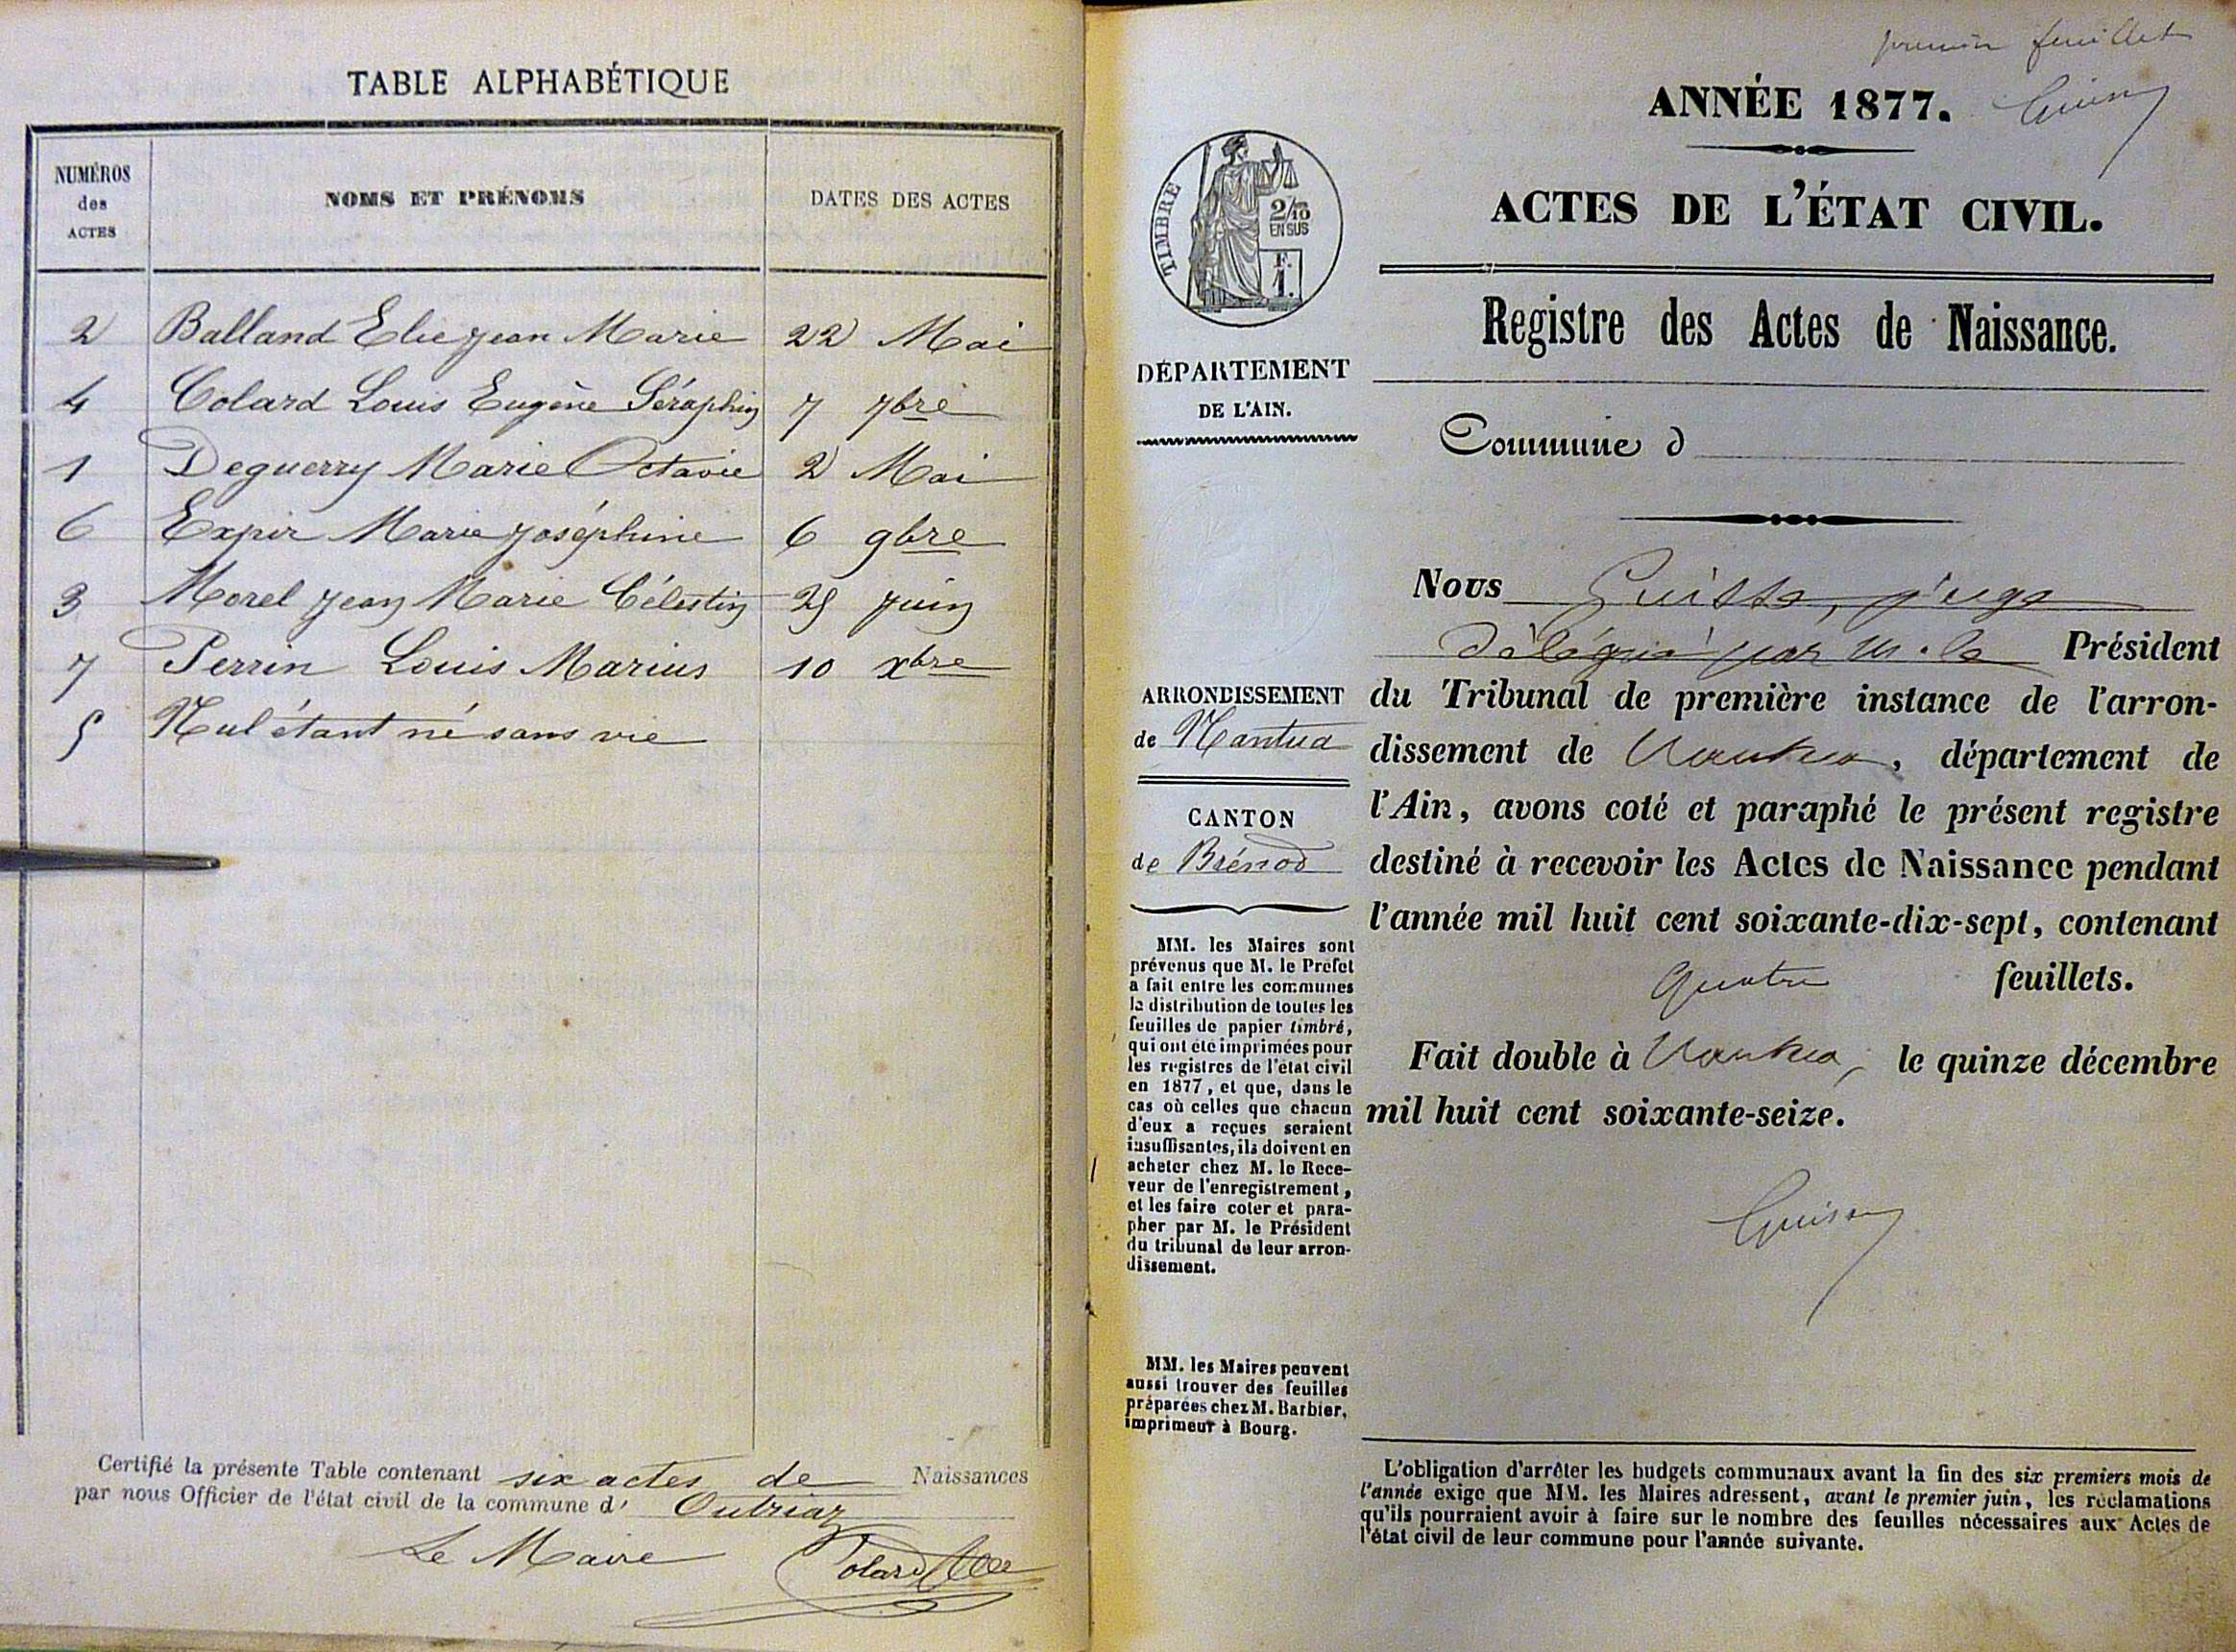 TABLE ALPHABÉTIQUE
NUMÉROS des ACTES
NOMS ET PRÉNOMS
DATES DES ACTES
2 Balland Elie Jean Marie 22 Mai
4 Colard Louis Eugène Séraphin 7 7bre
1 Deguerry Marie Octavie 2 Mai
6 Expir Marie Joséphine 6 9bre
3 Morel Jean Marie Célestin 25 Juin
7 Perrin Louis Marius 10 xbre
5 Nul étant né sans vie
Certifié la présente Table contenant six actes de Naissances
par nous Officier de l'état civil de la commune d' Outriaz
Le Maire
Colard
premier feuillet
ANNÉE 1877.
ACTES DE L'ÉTAT CIVIL.
TIMBRE
2/10
EN SUS
F.
1.
Registre des Actes de Naissance.
DÉPARTEMENT
DE L'AIN.
Commune d
Nous juge
délégué par M. le Président
du Tribunal de première instance de l'arron-
dissement de Nantua, département de
l'Ain, avons coté et paraphé le présent registre
destiné à recevoir les Actes de Naissance pendant
l'année mil huit cent soixante-dix-sept, contenant
quatre feuillets.
Fait double à Nantua, le quinze décembre
mil huit cent soixante-seize.
ARRONDISSEMENT
de Nantua
CANTON
de Brénod
MM. les Maires sont
prévenus que M. le Préfet
a fait entre les communes
la distribution de toutes les
feuilles de papier timbré,
qui ont été imprimées pour
les registres de l'état civil
en 1877, et que, dans le
cas où celles que chacun
d'eux a reçues seraient
insuffisantes, ils doivent en
acheter chez M. le Rece-
veur de l'enregistrement,
et les faire coter et para-
pher par M. le Président
du tribunal de leur arron-
dissement.
MM. les Maires peuvent
aussi trouver des feuilles
préparées chez M. Barbier,
imprimeur à Bourg.
L'obligation d'arrêter les budgets communaux avant la fin des six premiers mois de
l'année exige que MM. les Maires adressent, avant le premier juin, les réclamations
qu'ils pourraient avoir à faire sur le nombre des feuilles nécessaires aux Actes de
l'état civil de leur commune pour l'année suivante.